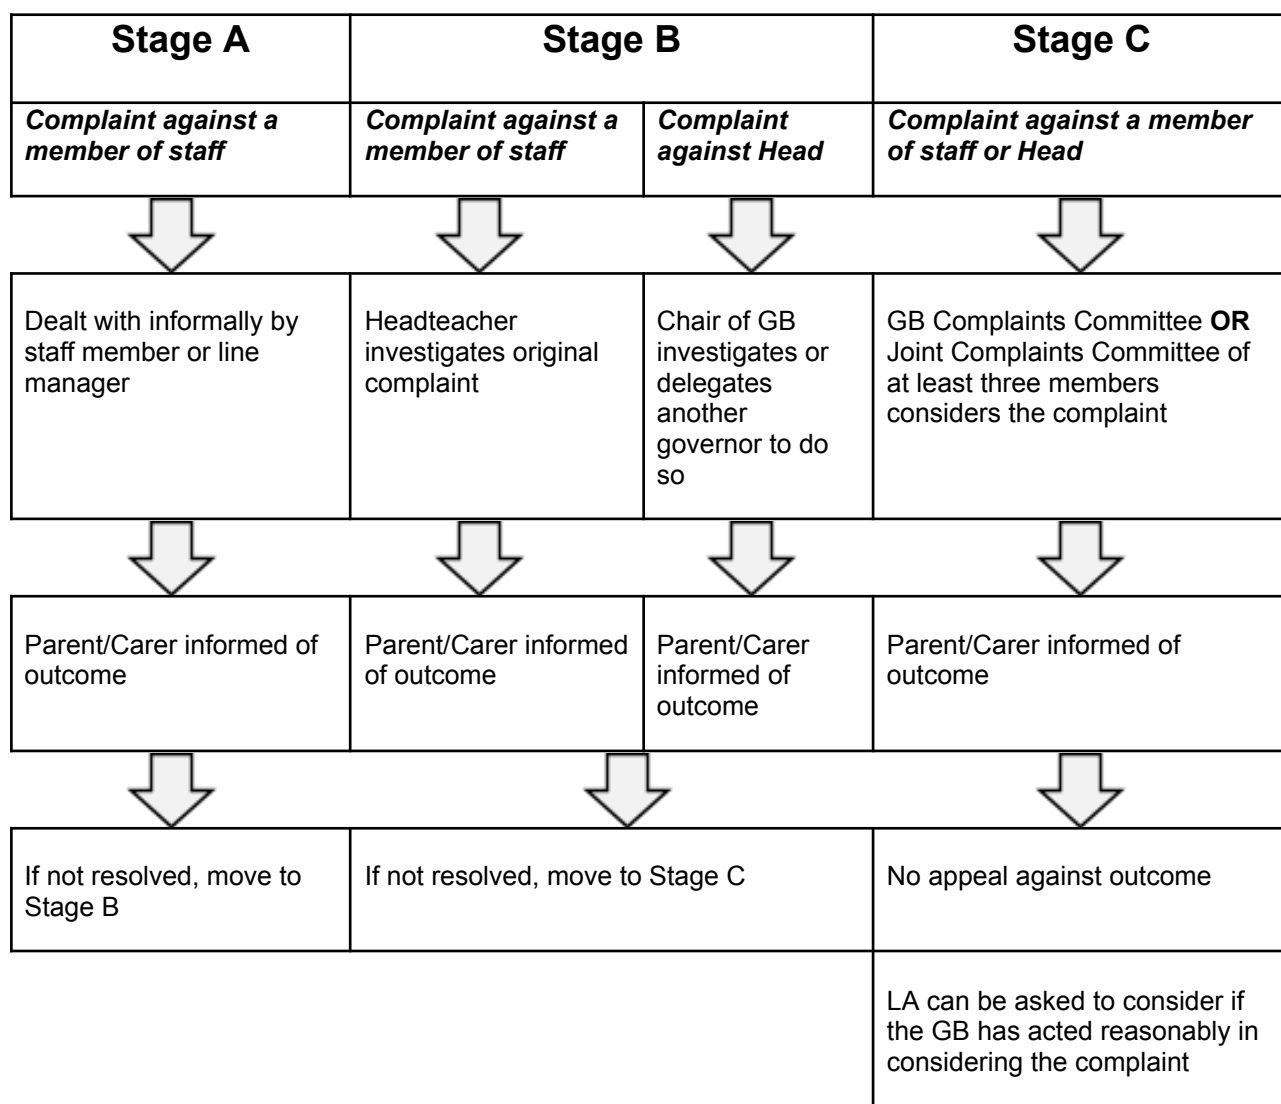 Stage A
Stage B
Stage C
Complaint against a
member of staff
Complaint against a
member of staff
Complaint
against Head
Complaint against a member
of staff or Head
Dealt with informally by
staff member or line
manager
Headteacher
investigates original
complaint
Chair of GB
investigates or
delegates
another
governor to do
so
GB Complaints Committee OR
Joint Complaints Committee of
at least three members
considers the complaint
Parent/Carer informed of
outcome
Parent/Carer informed
of outcome
Parent/Carer
informed of
outcome
Parent/Carer informed of
outcome
If not resolved, move to
Stage B
If not resolved, move to Stage C
No appeal against outcome
LA can be asked to consider if
the GB has acted reasonably in
considering the complaint